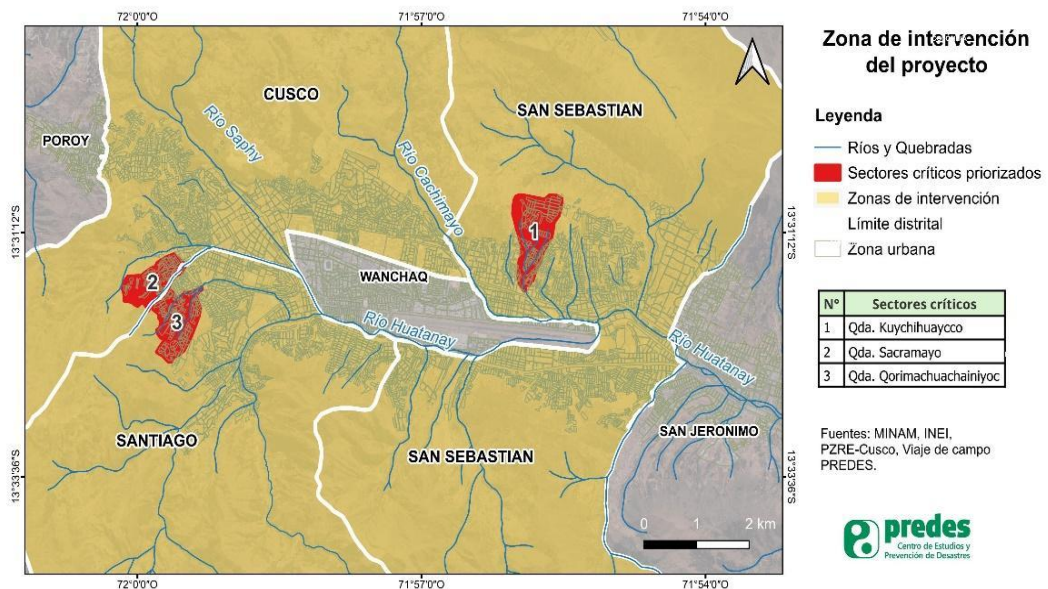 72°0'0"O
71°57'0"O
71°54'0"O
Zona de intervención
del proyecto
CUSCO
SAN SEBASTIAN
POROY
Río Saphy
Río Cachimayo
Leyenda
Ríos y Quebradas
Sectores críticos priorizados
Zonas de intervención
Límite distrital
Zona urbana
13°31'12"S
13°31'12"S
1
2
3
WANCHAQ
Río Huatanay
Río Huatanay
N° Sectores críticos
1 Qda. Kuychihuaycco
2 Qda. Sacramayo
3 Qda. Qorimachuachainiyoc
SANTIAGO
SAN SEBASTIAN
SAN JERONIMO
Fuentes: MINAM, INEI,
PZRE-Cusco, Viaje de campo
PREDES.
13°33'36"S
13°33'36"S
0 1 2 km
predes
Centro de Estudios y
Prevención de Desastres
72°0'0"O
71°57'0"O
71°54'0"O